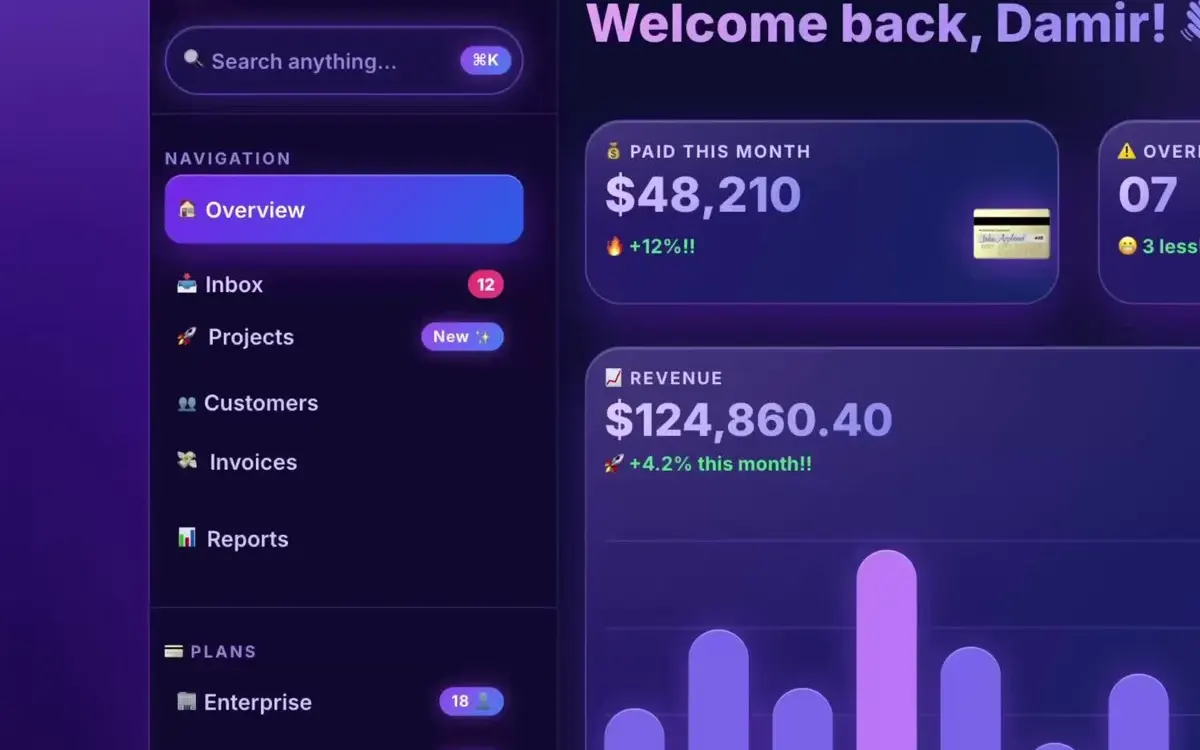 🔍 Search anything... ⌘K
NAVIGATION
🏠 Overview
📥 Inbox 12
🚀 Projects New ✨
👥 Customers
💸 Invoices
📊 Reports
💳 PLANS
🏢 Enterprise 18 👤
Welcome back, Damir!
💰 PAID THIS MONTH
$48,210
🔥 +12%!!
⚠️ OVER
07
😬 3 less
📈 REVENUE
$124,860.40
🚀 +4.2% this month!!